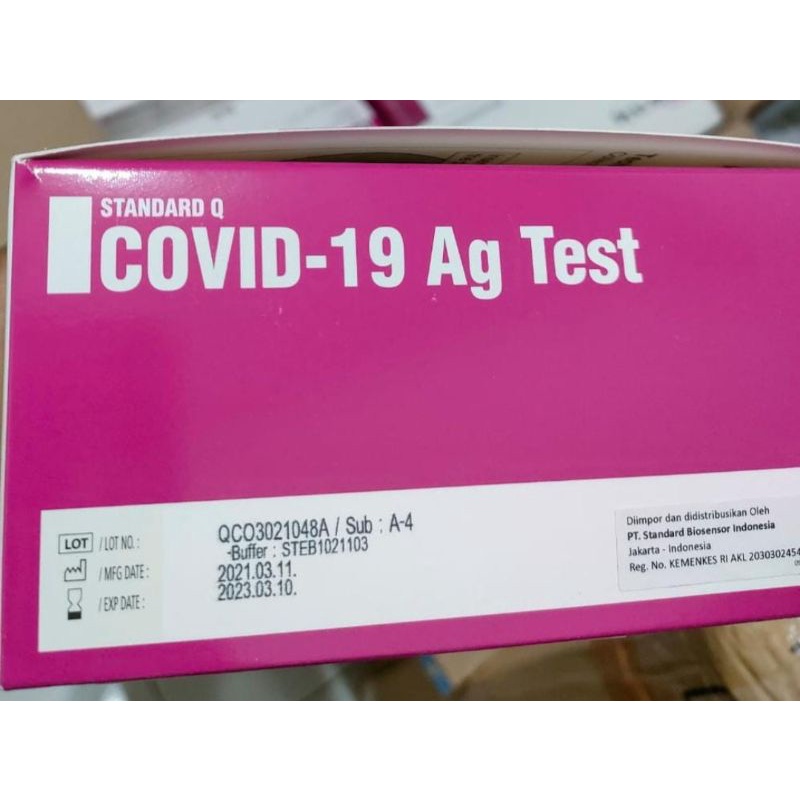 STANDARD Q
COVID-19 Ag Test
LOT / LOT NO. : QCO3021048A / Sub : A-4
-Buffer : STEB1021103
/ MFG DATE : 2021.03.11.
/ EXP DATE : 2023.03.10.
Diimpor dan didistribusikan Oleh
PT. Standard Biosensor Indonesia
Jakarta - Indonesia
Reg. No. KEMENKES RI AKL 2030302454